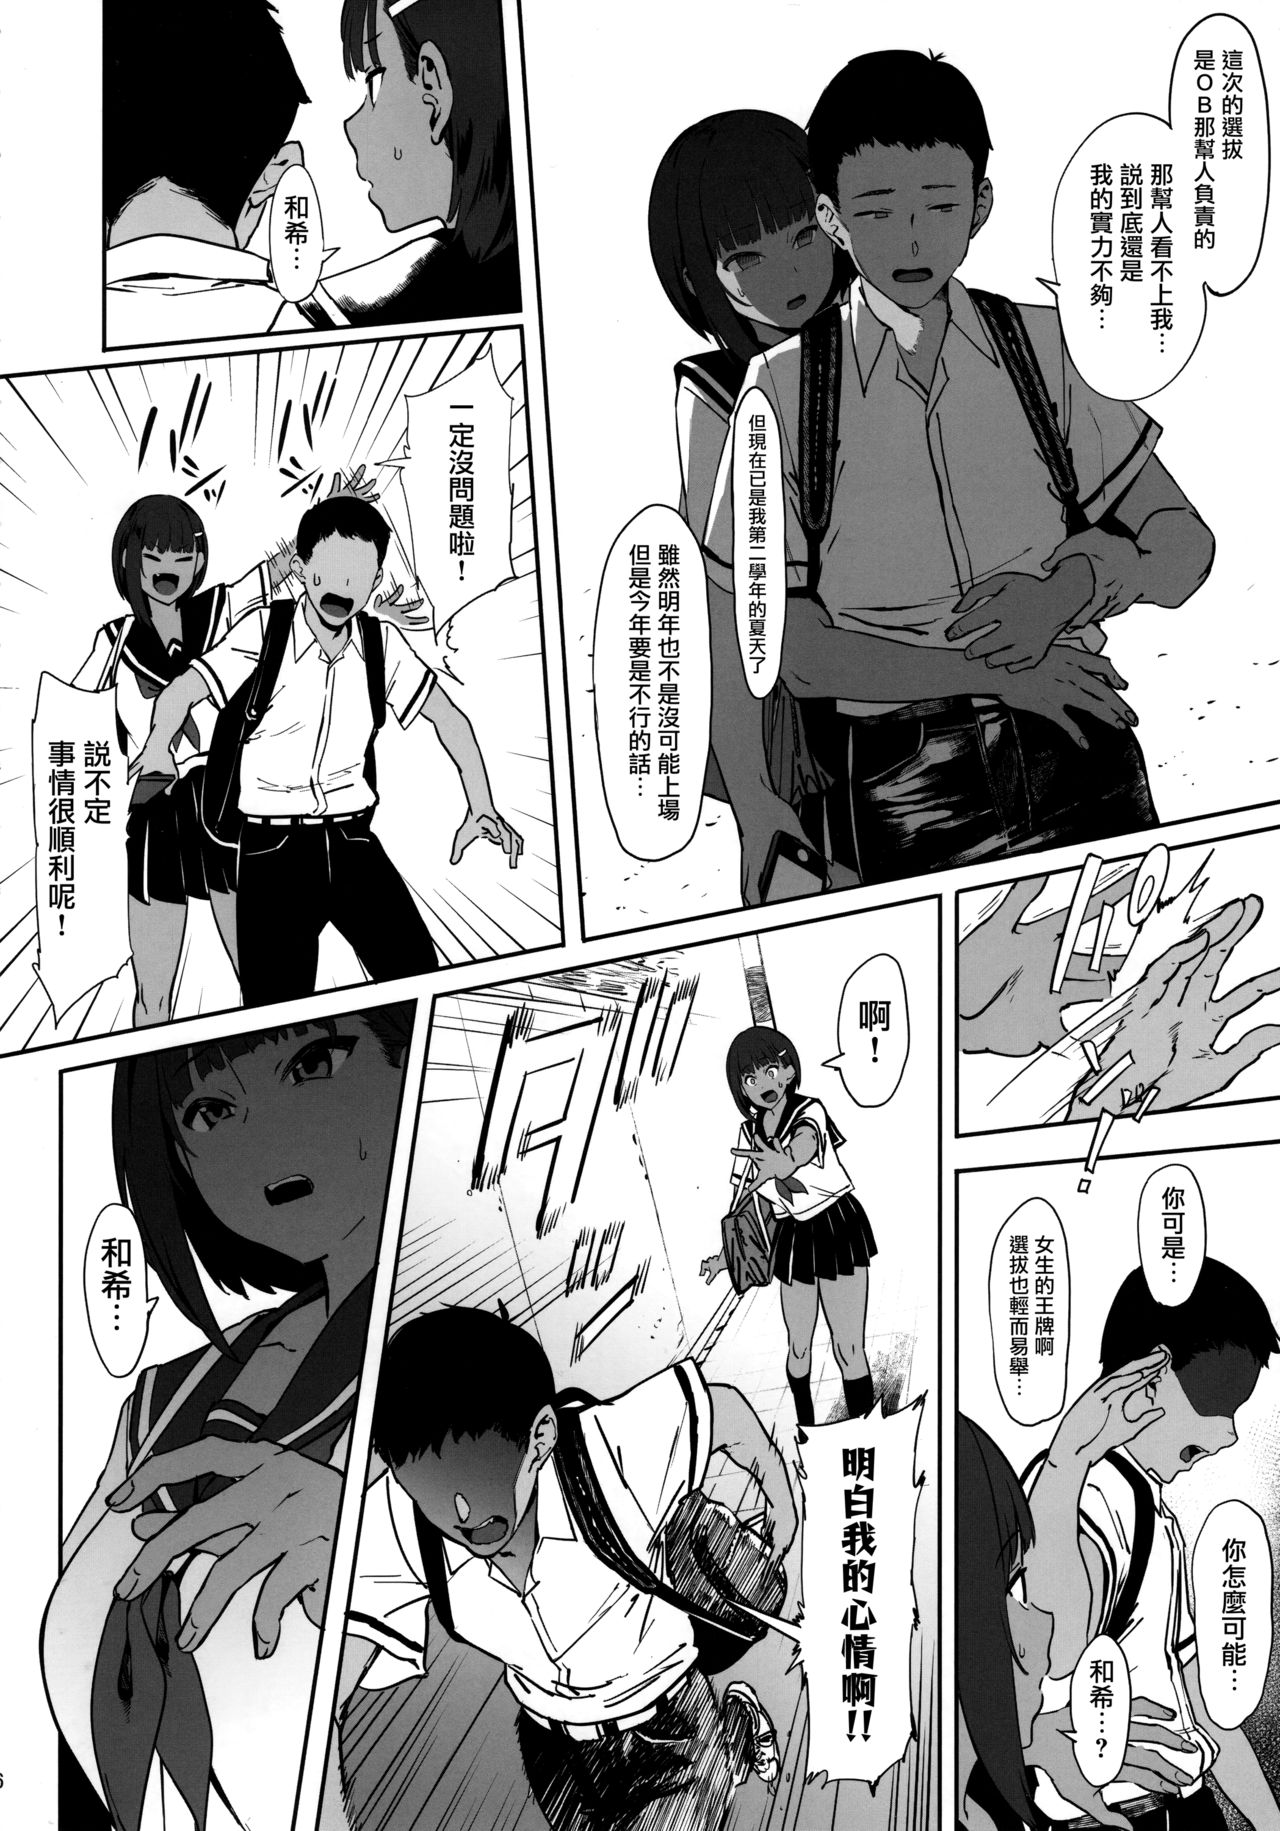 這次的選拔
是OB那幫人負責的
那幫人看不上我…
説到底還是
我的實力不夠…
但現在已是我第二學年的夏天了
雖然明年也不是沒可能上場
但是今年要是不行的話…
和希…
一定沒問題啦！
説不定
事情很順利呢！
你可是…
女生的王牌啊
選拔也輕而易舉…
你怎麼可能…
和希…?
啊！
明白我的心情啊!!
ダダダッ
和希…
6